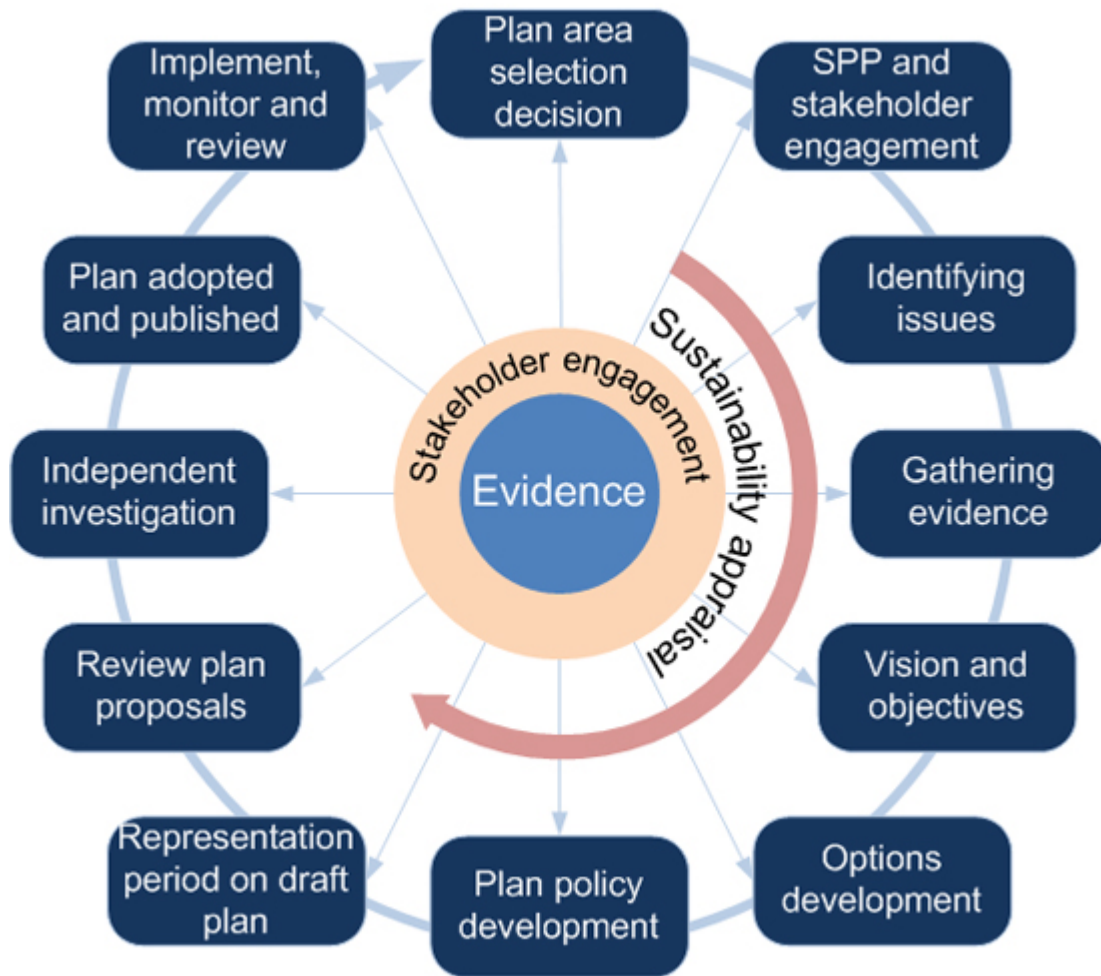 Plan area
selection
decision
SPP and
stakeholder
engagement
Identifying
issues
Gathering
evidence
Vision and
objectives
Options
development
Plan policy
development
Representation
period on draft
plan
Review plan
proposals
Independent
investigation
Plan adopted
and published
Implement,
monitor and
review
Stakeholder engagement
Evidence
Sustainability appraisal